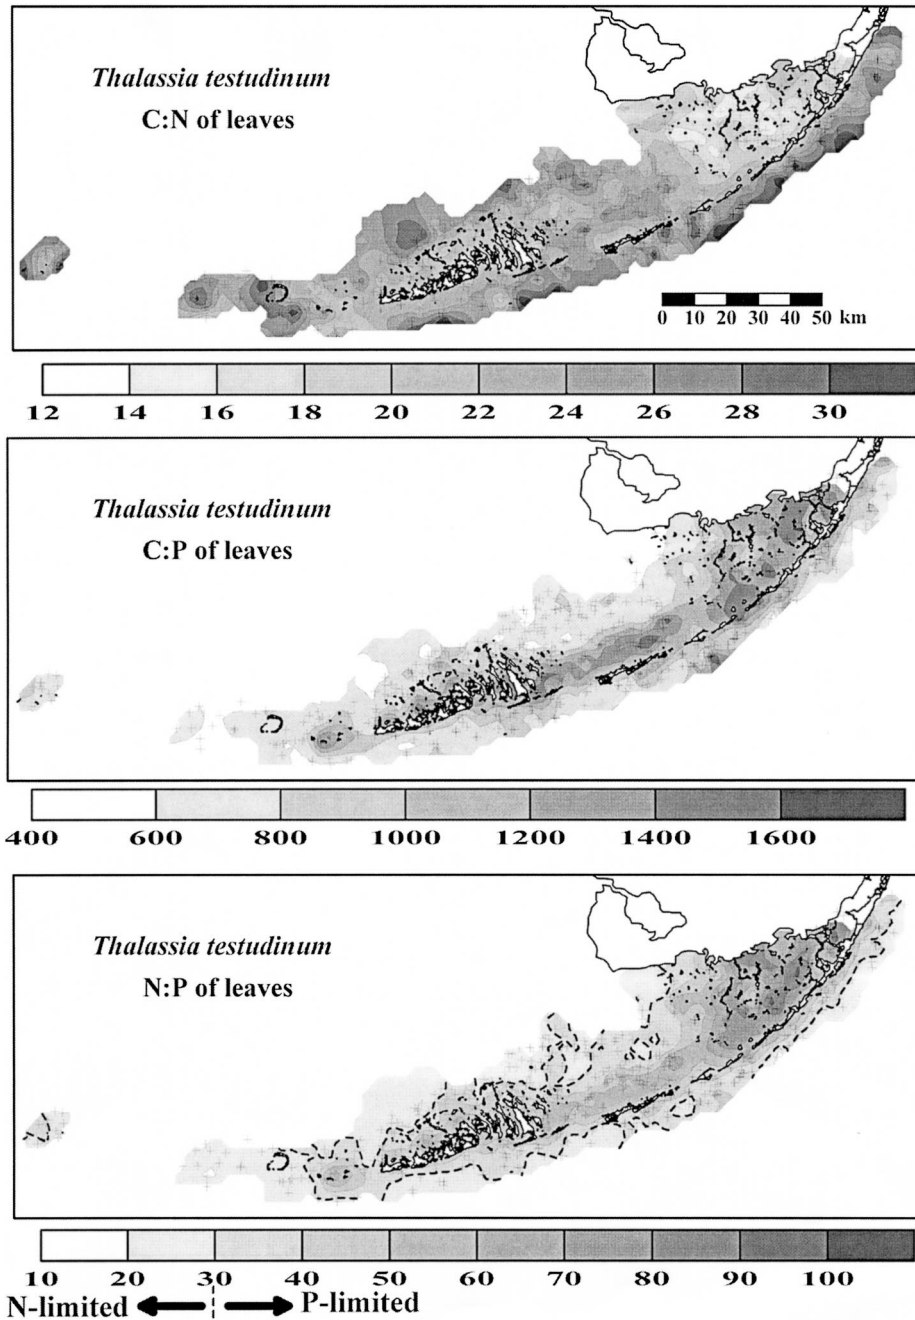 Thalassia testudinum
C:N of leaves
0 10 20 30 40 50 km
12 14 16 18 20 22 24 26 28 30
Thalassia testudinum
C:P of leaves
400 600 800 1000 1200 1400 1600
Thalassia testudinum
N:P of leaves
10 20 30 40 50 60 70 80 90 100
N-limited P-limited